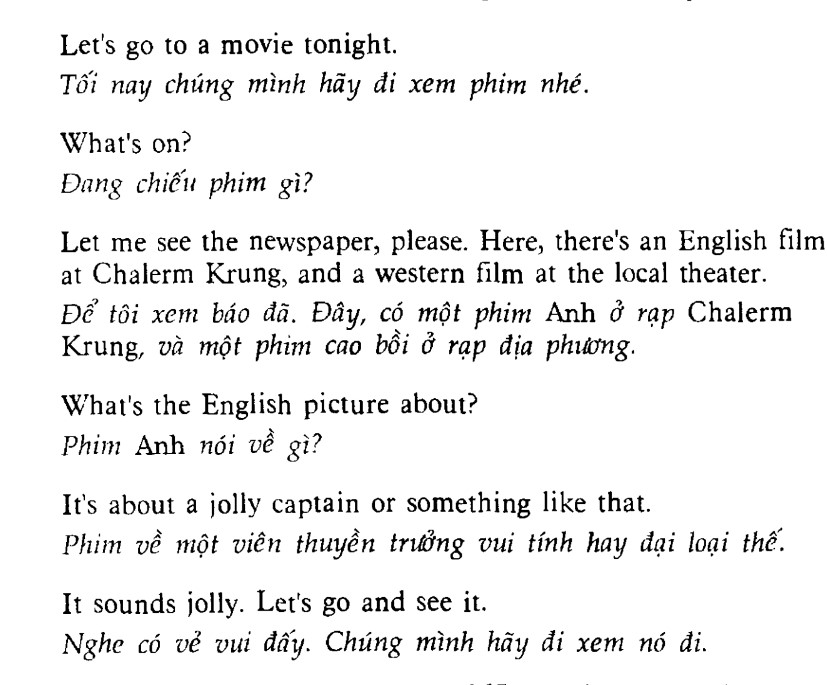 Let's go to a movie tonight.
Tối nay chúng mình hãy đi xem phim nhé.
What's on?
Đang chiếu phim gì?
Let me see the newspaper, please. Here, there's an English film
at Chalerm Krung, and a western film at the local theater.
Để tôi xem báo đã. Đây, có một phim Anh ở rạp Chalerm
Krung, và một phim cao bồi ở rạp địa phương.
What's the English picture about?
Phim Anh nói về gì?
It's about a jolly captain or something like that.
Phim về một viên thuyền trưởng vui tính hay đại loại thế.
It sounds jolly. Let's go and see it.
Nghe có vẻ vui đấy. Chúng mình hãy đi xem nó đi.